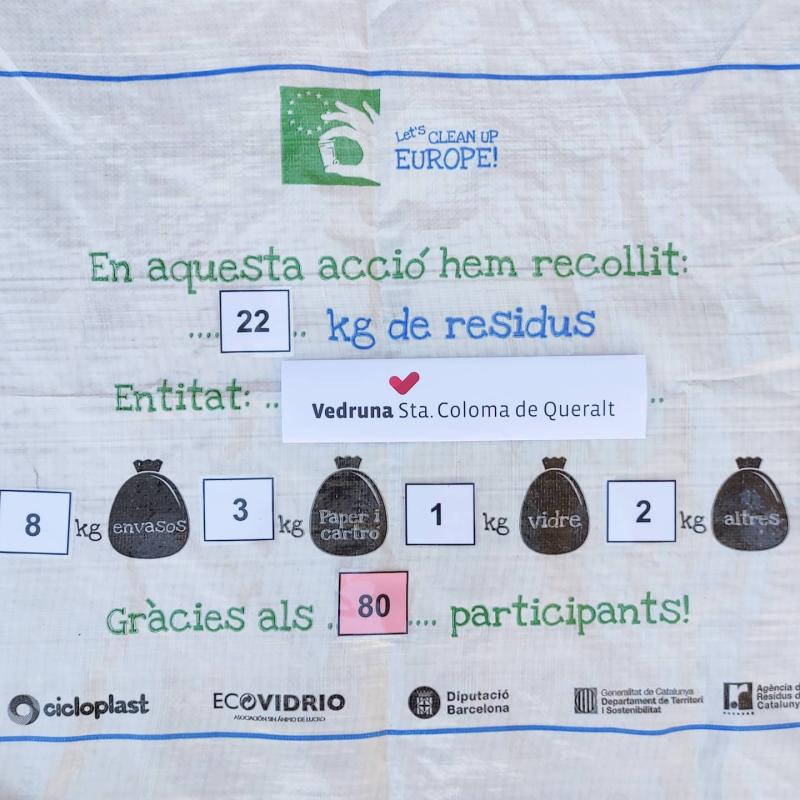 Let's CLEAN UP
EUROPE!
En aquesta acció hem recollit:
....22.. kg de residus
Entitat: .. Vedruna Sta. Coloma de Queralt ..
8 kg envasos 3 kg Paper i cartró 1 kg vidre 2 kg altres
Gràcies als ..80.... participants!
cicloplast
ECOVIDRIO
ASOCIACIÓN SIN ÁNIMO DE LUCRO
Diputació
Barcelona
Generalitat de Catalunya
Departament de Territori
i Sostenibilitat
Agència
Residus d
Catalunya